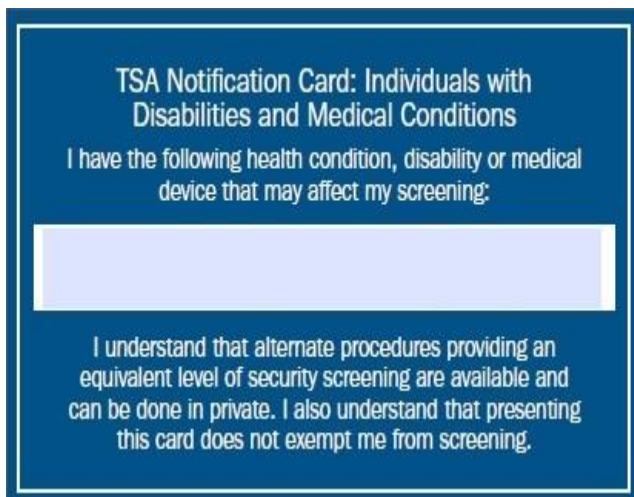 TSA Notification Card: Individuals with
Disabilities and Medical Conditions
I have the following health condition, disability or medical
device that may affect my screening:
I understand that alternate procedures providing an
equivalent level of security screening are available and
can be done in private. I also understand that presenting
this card does not exempt me from screening.